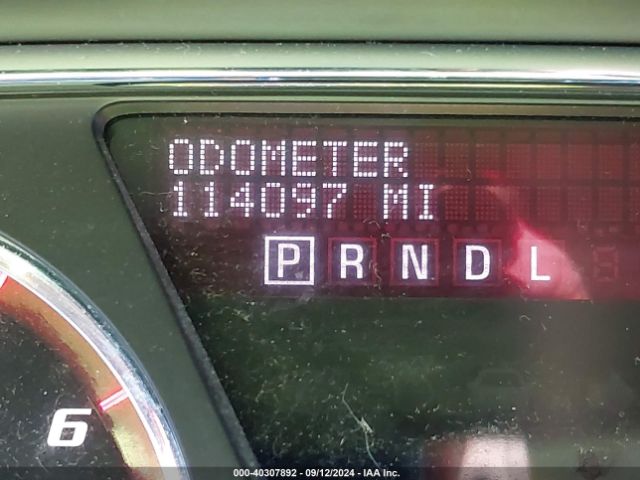 ODOMETER
114097 MI
P R N D L
6
000-40307892 - 09/12/2024 - IAA Inc.